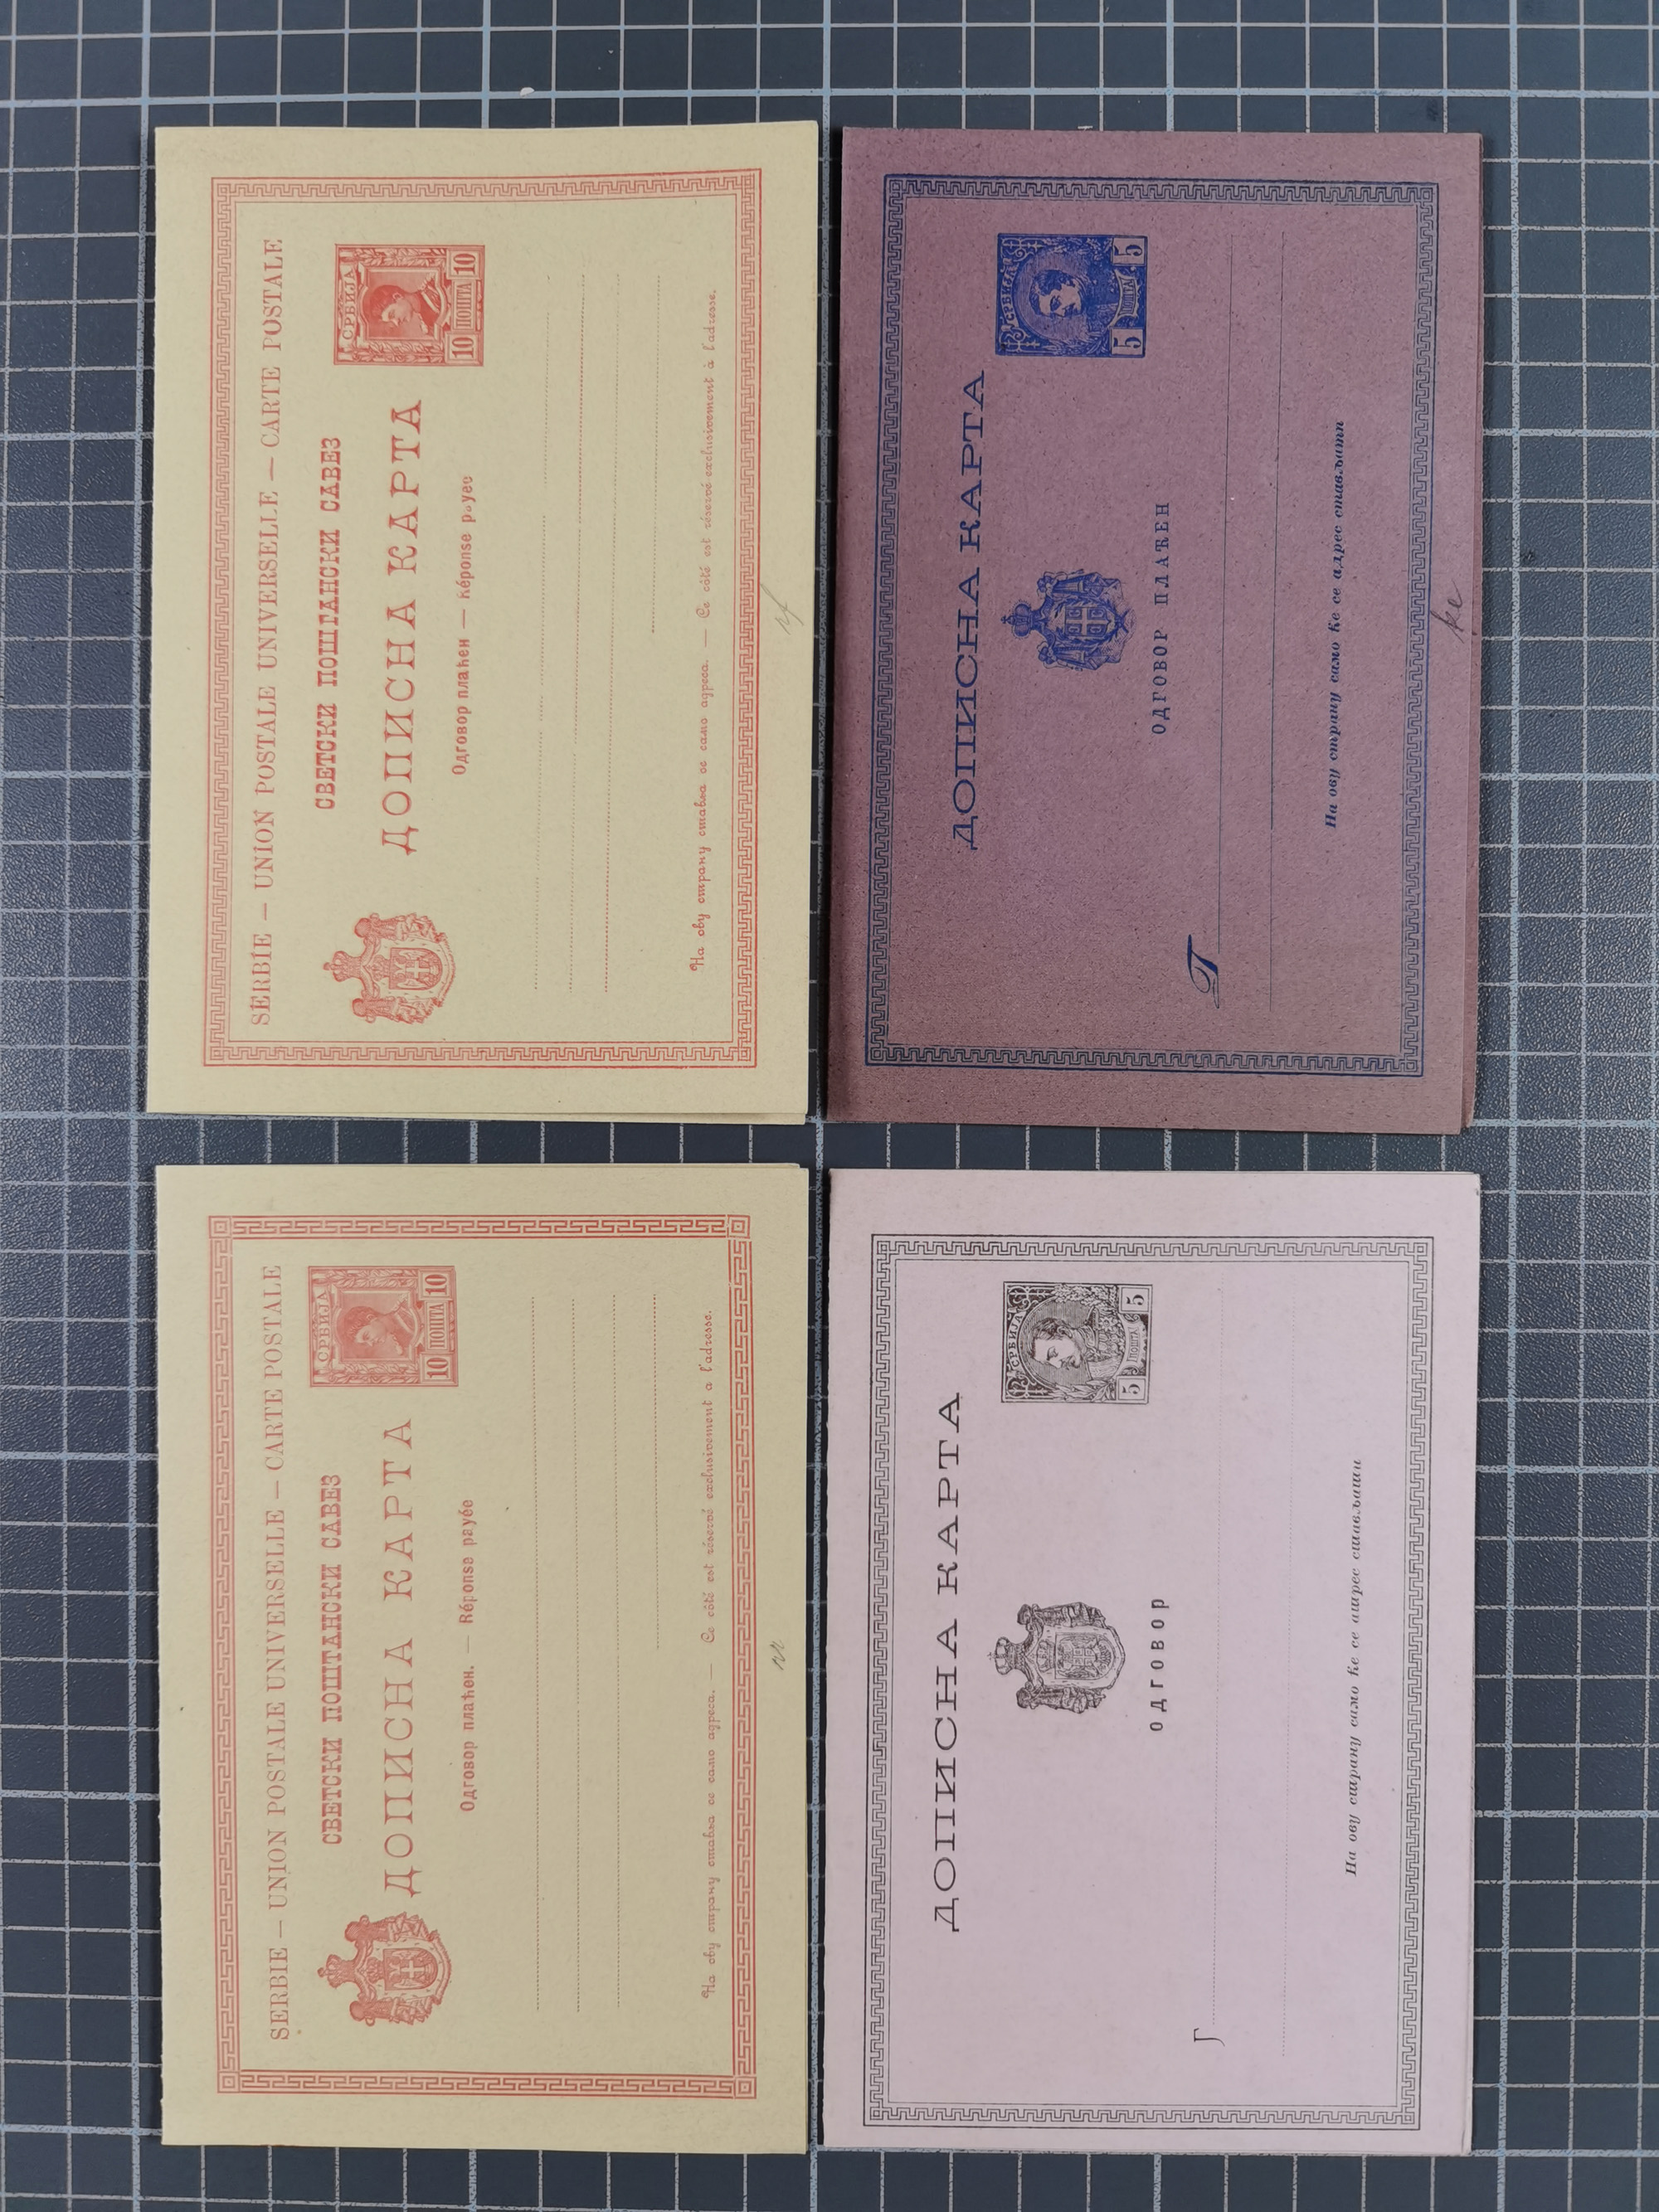 SERBIE — UNION POSTALE UNIVERSELLE — CARTE POSTALE
СРБИЈА
СВЕТСКИ ПОШТАНСКИ САВЕЗ
ДОПИСНА КАРТА
10 ПОШТА 10
Одговор плаћен. — Réponse payée
На ову страну ставља се само адреса. — Ce côté est réservé exclusivement a l'adresse.
SERBIE — UNION POSTALE UNIVERSELLE — CARTE POSTALE
СРБИЈА
СВЕТСКИ ПОШТАНСКИ САВЕЗ
ДОПИСНА КАРТА
10 ПОШТА 10
Одговор плаћен — Réponse payee
На ову страну ставља се само адреса. — Ce côté est réservé exclusivement à l'adresse.
ДОПИСНА КАРТА
СРБИЈА
5 ПОШТА 5
ОДГОВОР
Г
На ову страну само ће се адрес стављати
ДОПИСНА КАРТА
СРБИЈА
5 ПОШТА 5
ОДГОВОР ПЛАЋЕН
Г
На ову страну само ће се адрес стављати